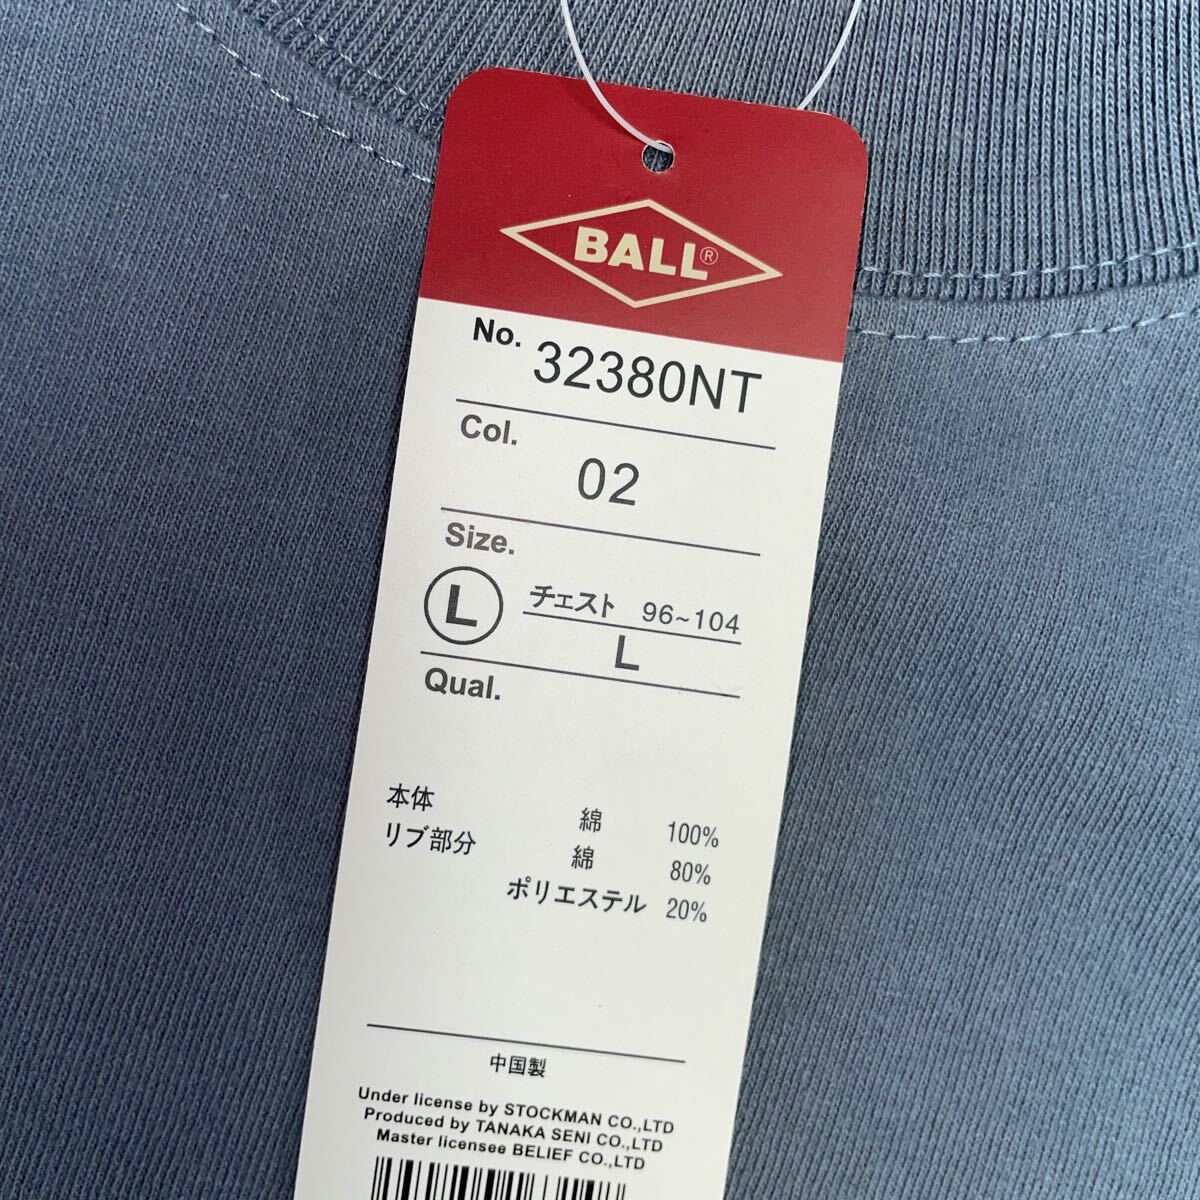 BALL®
No. 32380NT
Col.
02
Size.
L チェスト 96~104
L
Qual.
本体 綿 100%
リブ部分 綿 80%
ポリエステル 20%
中国製
Under license by STOCKMAN CO.,LTD
Produced by TANAKA SENI CO.,LTD
Master licensee BELIEF CO.,LTD